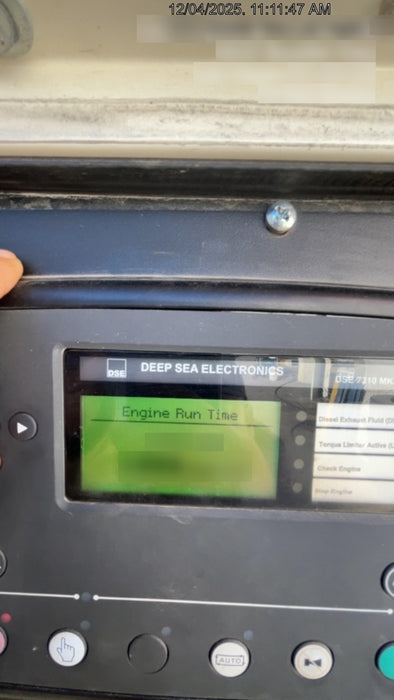 12/04/2025, 11:11:47 AM
DSE
DEEP SEA ELECTRONICS
DSE 7310 MK
Engine Run Time
Diesel Exhaust Fluid
Torque Limiter Active
Check Engine
Stop Engine
AUTO